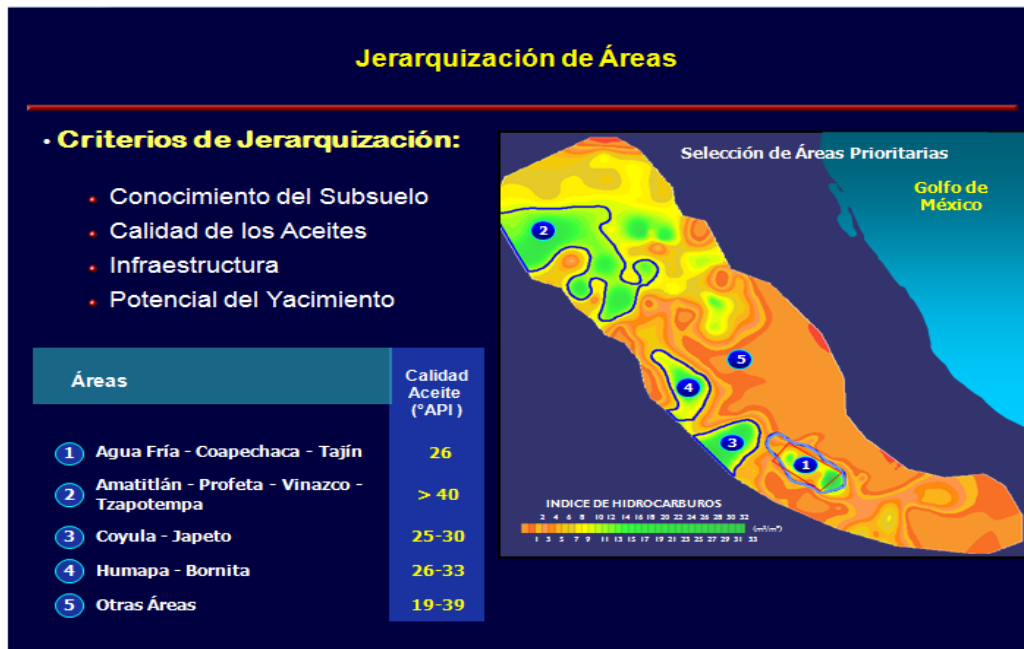 Jerarquización de Áreas
• Criterios de Jerarquización:
• Conocimiento del Subsuelo
• Calidad de los Aceites
• Infraestructura
• Potencial del Yacimiento
Áreas
Calidad
Aceite
(°API )
1 Agua Fría - Coapechaca - Tajín 26
2 Amatitlán - Profeta - Vinazco -
Tzapotempa > 40
3 Coyula - Japeto 25-30
4 Humapa - Bornita 26-33
5 Otras Áreas 19-39
Selección de Áreas Prioritarias
Golfo de
México
2
5
4
3
1
INDICE DE HIDROCARBUROS
2 4 6 8 10 12 14 16 18 20 22 24 26 28 30 32
(m³/m²)
1 3 5 7 9 11 13 15 17 19 21 23 25 27 29 31 33